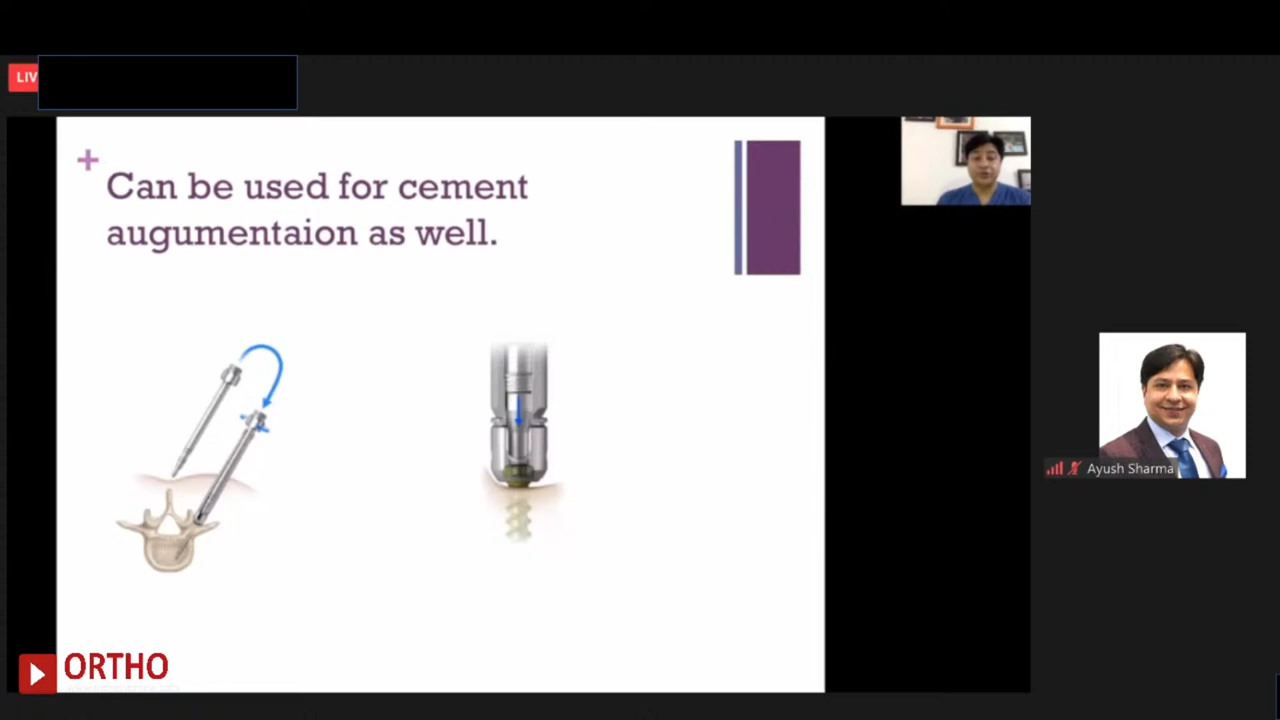 LIV
+
Can be used for cement
augumentaion as well.
Ayush Sharma
ORTHO